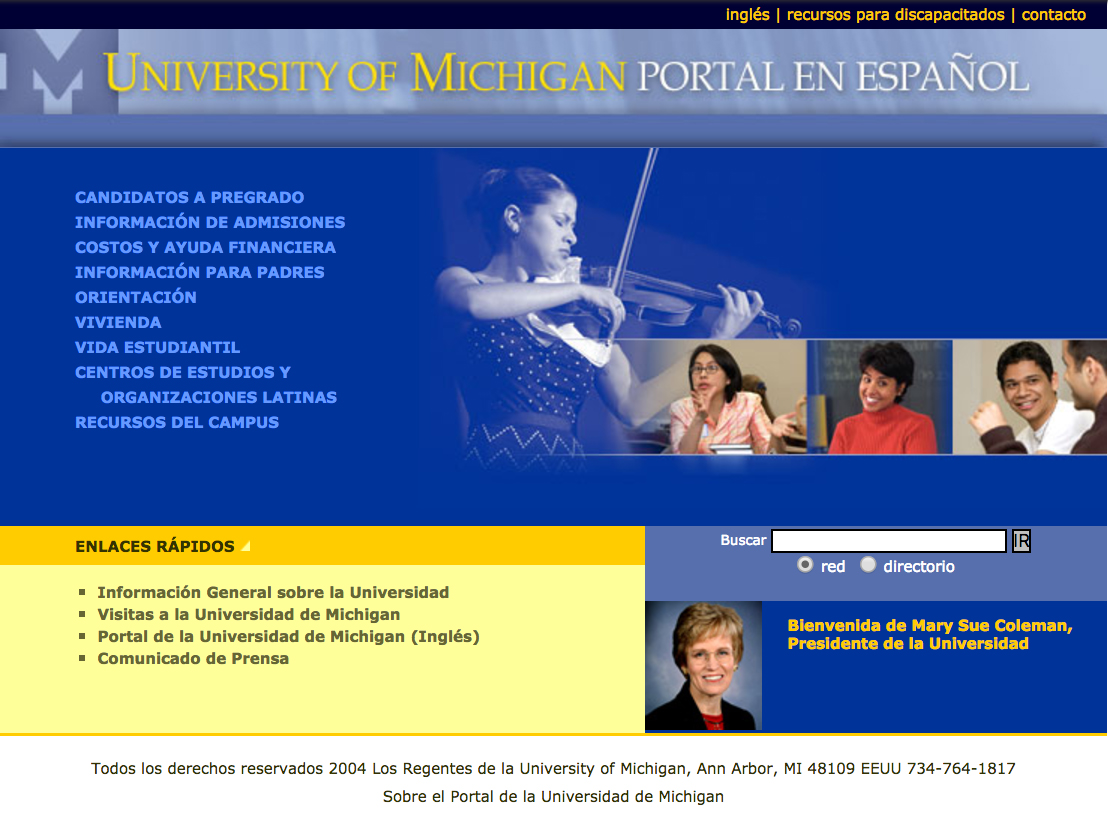 inglés | recursos para discapacitados | contacto
UNIVERSITY OF MICHIGAN PORTAL EN ESPAÑOL
CANDIDATOS A PREGRADO
INFORMACIÓN DE ADMISIONES
COSTOS Y AYUDA FINANCIERA
INFORMACIÓN PARA PADRES
ORIENTACIÓN
VIVIENDA
VIDA ESTUDIANTIL
CENTROS DE ESTUDIOS Y
ORGANIZACIONES LATINAS
RECURSOS DEL CAMPUS
ENLACES RÁPIDOS
Información General sobre la Universidad
Visitas a la Universidad de Michigan
Portal de la Universidad de Michigan (Inglés)
Comunicado de Prensa
Buscar IR
red directorio
Bienvenida de Mary Sue Coleman,
Presidente de la Universidad
Todos los derechos reservados 2004 Los Regentes de la University of Michigan, Ann Arbor, MI 48109 EEUU 734-764-1817
Sobre el Portal de la Universidad de Michigan